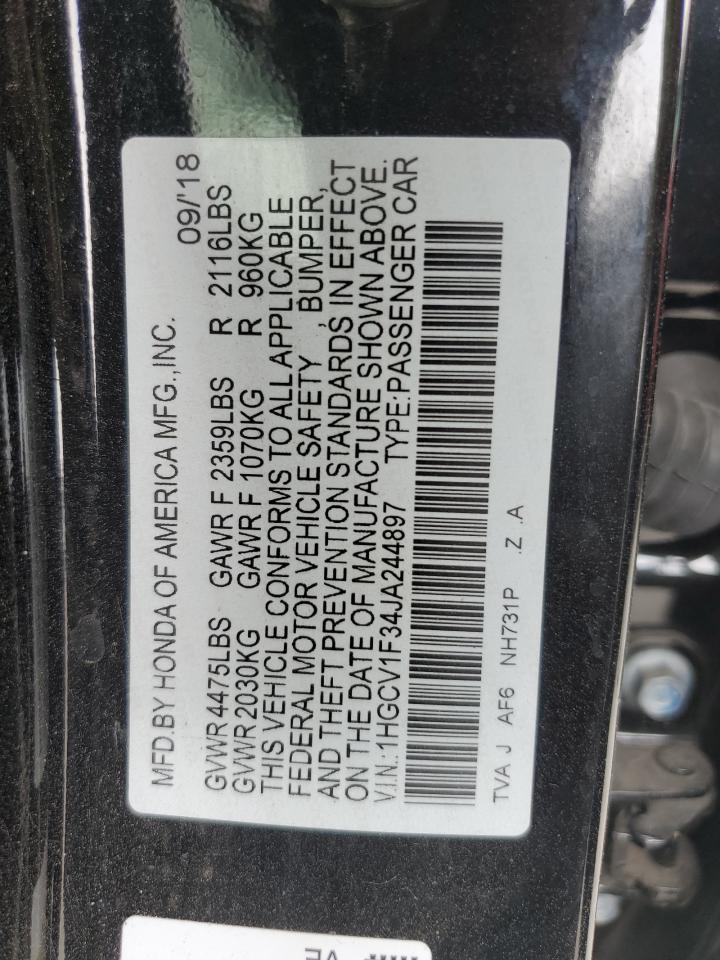 MFD.BY HONDA OF AMERICA MFG.,INC. 09/'18
GVWR 4475LBS GAWR F 2359LBS R 2116LBS
GVWR 2030KG GAWR F 1070KG R 960KG
THIS VEHICLE CONFORMS TO ALL APPLICABLE
FEDERAL MOTOR VEHICLE SAFETY , BUMPER,
AND THEFT PREVENTION STANDARDS IN EFFECT
ON THE DATE OF MANUFACTURE SHOWN ABOVE.
V.I.N.:1HGCV1F34JA244897 TYPE:PASSENGER CAR
TVA J AF6 NH731P .Z .A